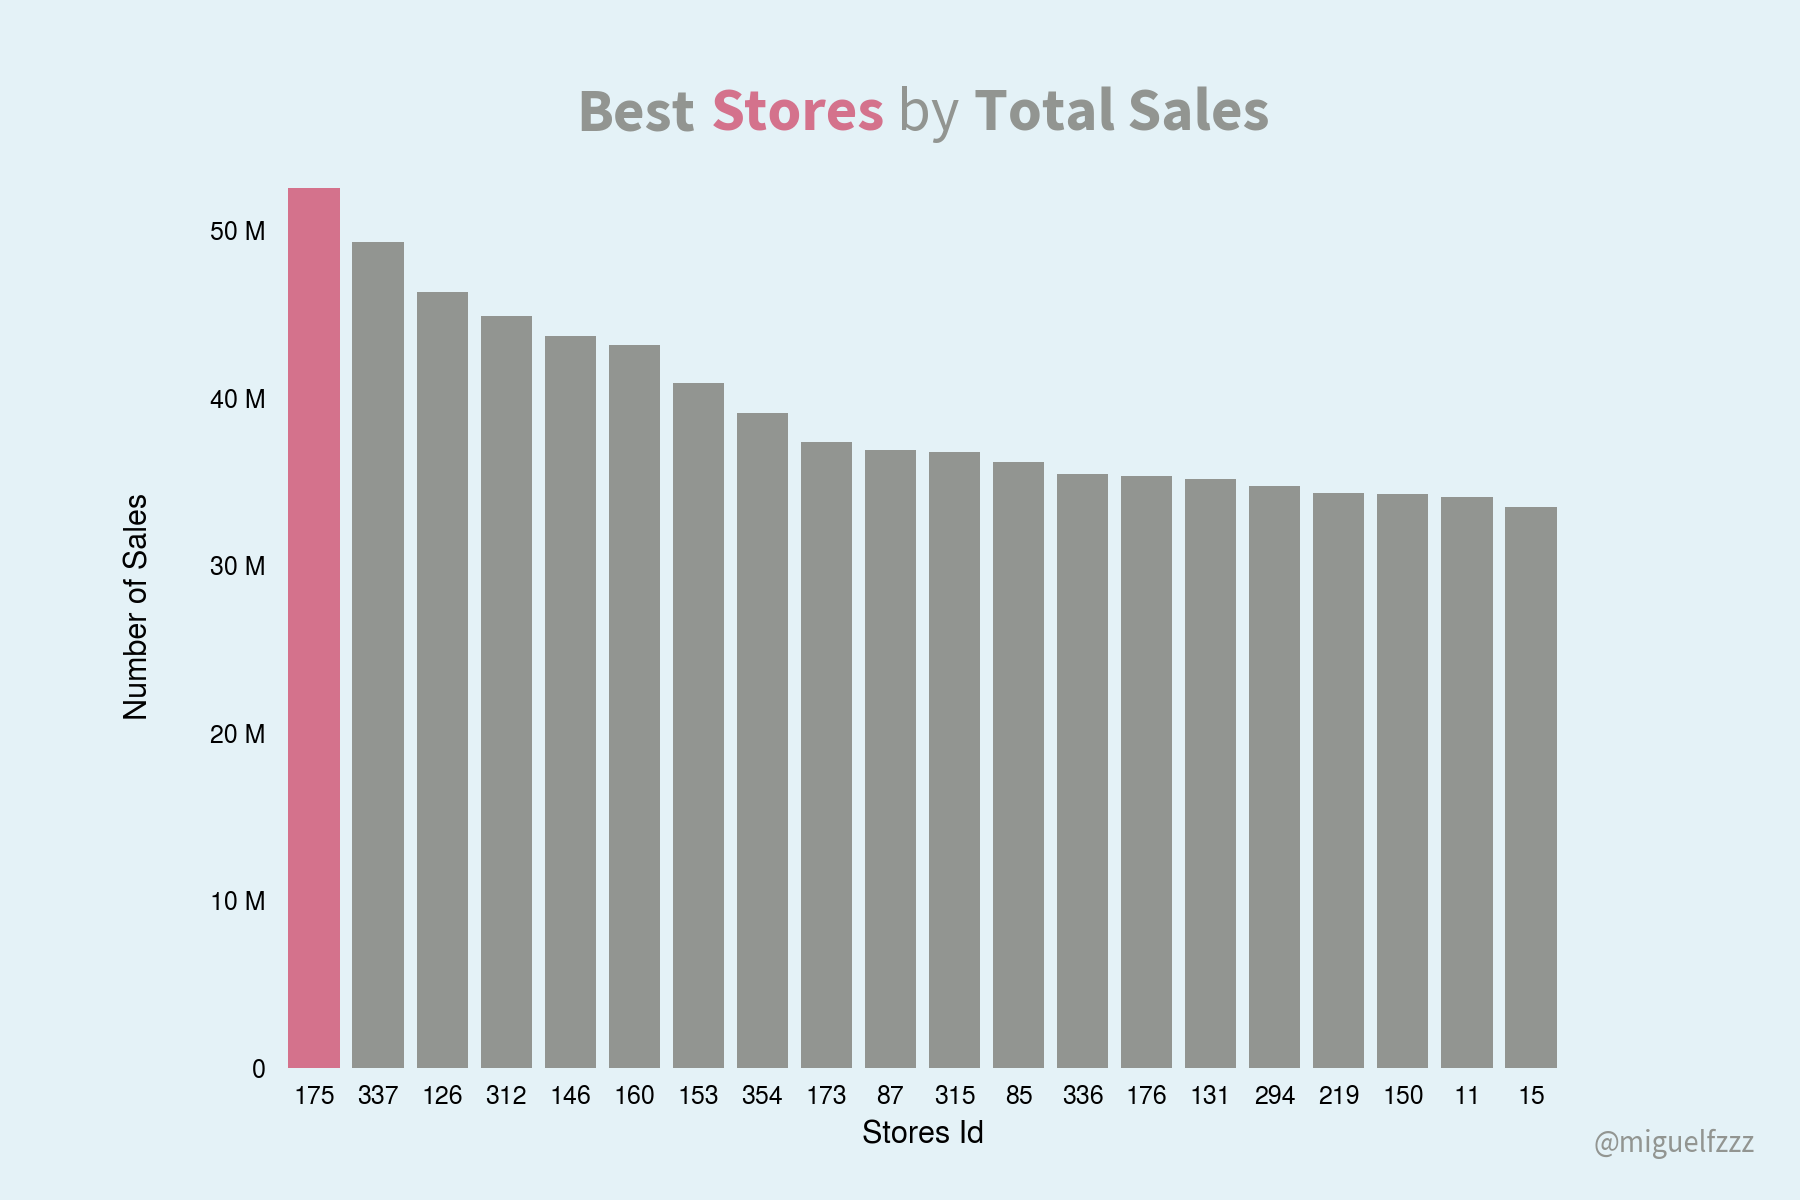 Best Stores by Total Sales
Number of Sales
50 M
40 M
30 M
20 M
10 M
0
175 337 126 312 146 160 153 354 173 87 315 85 336 176 131 294 219 150 11 15
Stores Id
@miguelfzzz